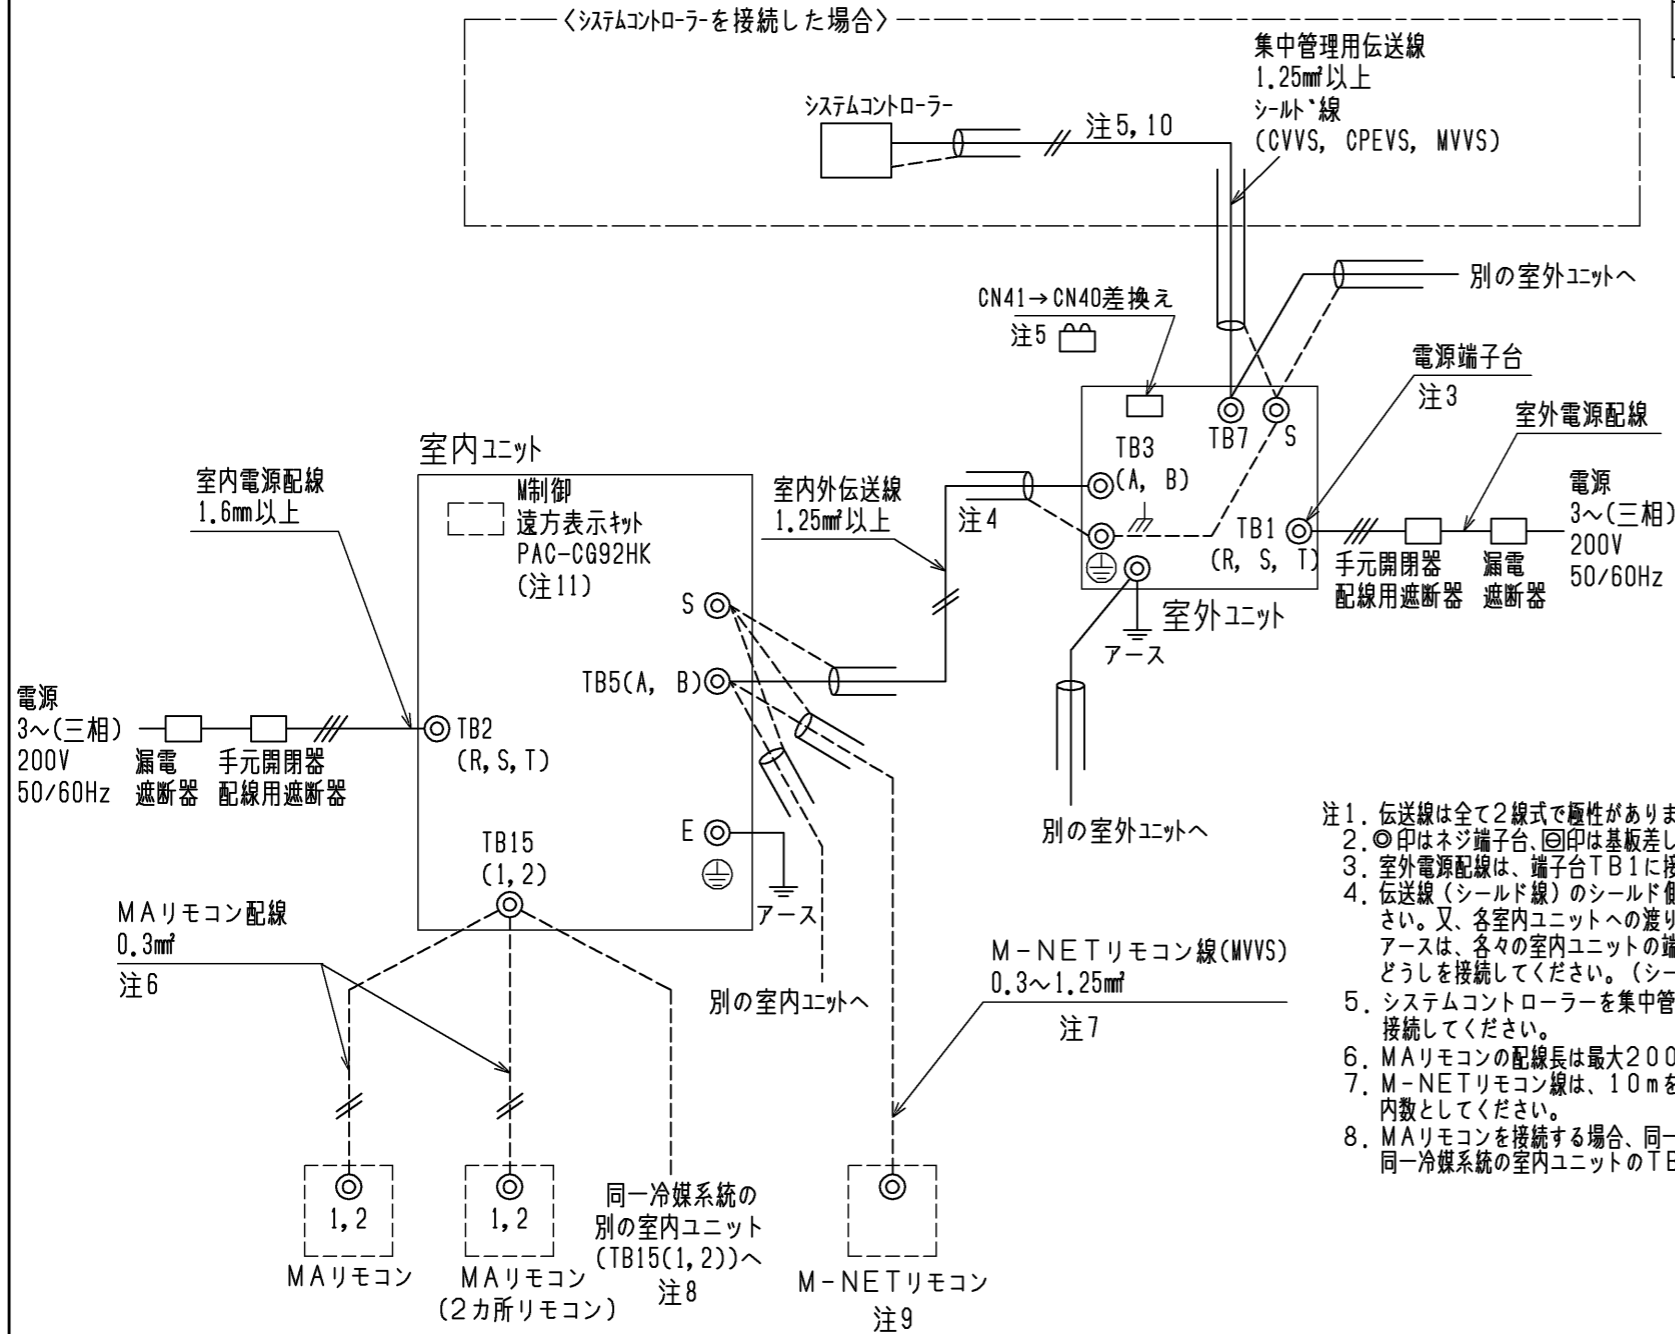 〈システムコントローラーを接続した場合〉
集中管理用伝送線
1.25mm²以上
シールド線
(CVVS, CPEVS, MVVS)
システムコントローラー
注5,10
別の室外ユニットへ
CN41→CN40差換え
注5
電源端子台
注3
室外電源配線
TB7
S
TB3
(A, B)
TB1
(R, S, T)
電源
3～(三相)
200V
50/60Hz
手元開閉器
配線用遮断器
漏電
遮断器
室外ユニット
アース
別の室外ユニットへ
室内外伝送線
1.25mm²以上
注4
室内ユニット
M制御
遠方表示キット
PAC-CG92HK
(注11)
室内電源配線
1.6mm以上
S
TB5(A, B)
TB2
(R,S,T)
電源
3～(三相)
200V
50/60Hz
漏電
遮断器
手元開閉器
配線用遮断器
E
アース
TB15
(1,2)
MAリモコン配線
0.3mm²
注6
別の室内ユニットへ
M-NETリモコン線(MVVS)
0.3～1.25mm²
注7
1,2
MAリモコン
1,2
MAリモコン
(2カ所リモコン)
同一冷媒系統の
別の室内ユニット
(TB15(1,2))へ
注8
M-NETリモコン
注9
注1. 伝送線は全て2線式で極性がありま
2. ◎印はネジ端子台、回印は基板差し
3. 室外電源配線は、端子台TB1に接
4. 伝送線(シールド線)のシールド側
さい。又、各室内ユニットへの渡り
アースは、各々の室内ユニットの端
どうしを接続してください。(シー
5. システムコントローラーを集中管
接続してください。
6. MAリモコンの配線長は最大200
7. M-NETリモコン線は、10mを
内数としてください。
8. MAリモコンを接続する場合、同一
同一冷媒系統の室内ユニットのTB